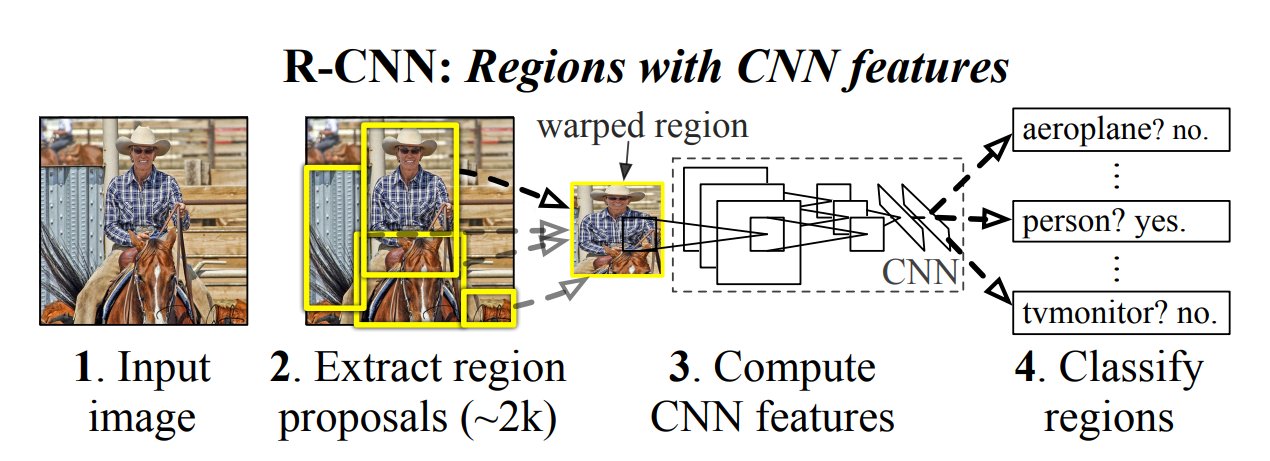 R-CNN: Regions with CNN features
warped region
aeroplane? no.
person? yes.
tvmonitor? no.
CNN
1. Input
image
2. Extract region
proposals (~2k)
3. Compute
CNN features
4. Classify
regions